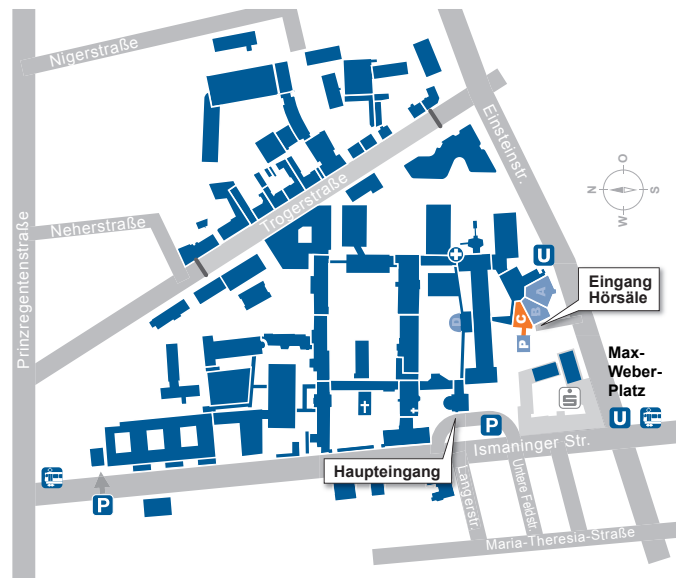 Nigerstraße
Einsteinstr.
O
N
S
W
Trogerstraße
Neherstraße
Prinzregentenstraße
U
Eingang
Hörsäle
A
B
C
D
P
Max-
Weber-
Platz
S
U
P
Ismaninger Str.
Haupteingang
Langerstr.
Untere Feldstr.
P
Maria-Theresia-Straße